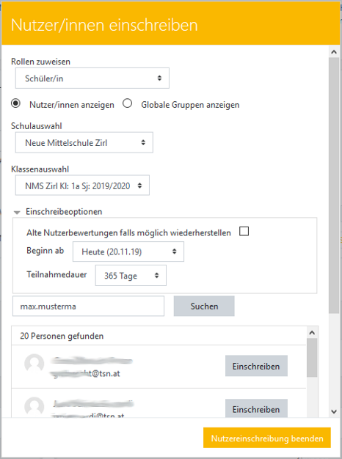 Nutzer/innen einschreiben
Rollen zuweisen
Schüler/in
Nutzer/innen anzeigen Globale Gruppen anzeigen
Schulauswahl
Neue Mittelschule Zirl
Klassenauswahl
NMS Zirl Kl: 1a Sj: 2019/2020
Einschreibeoptionen
Alte Nutzerbewertungen falls möglich wiederherstellen
Beginn ab Heute (20.11.19)
Teilnahmedauer 365 Tage
max.musterma Suchen
20 Personen gefunden
@tsn.at Einschreiben
@tsn.at Einschreiben
Nutzereinschreibung beenden